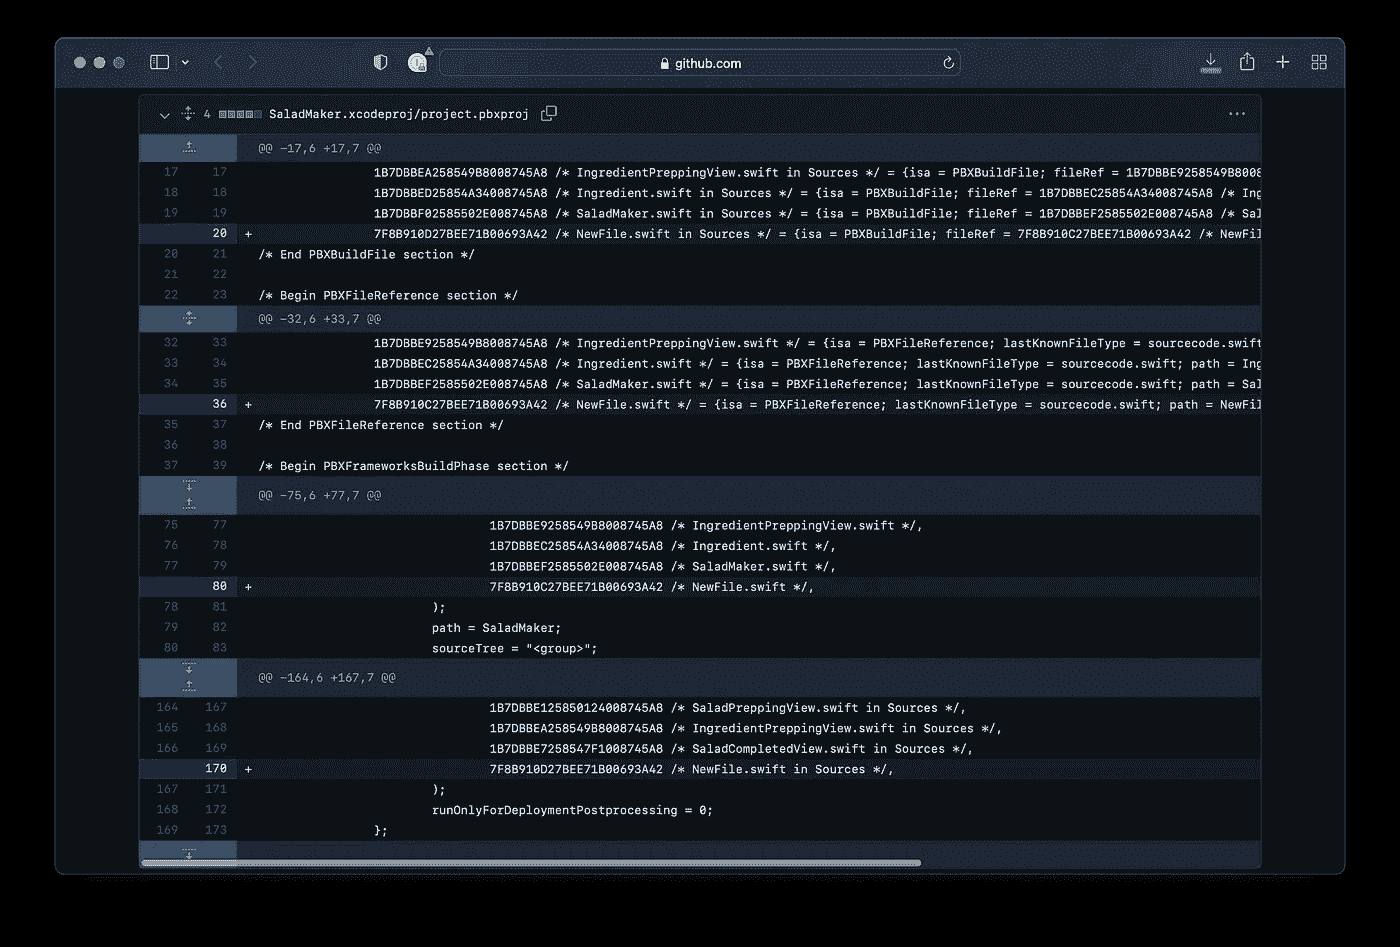 github.com
4 SaladMaker.xcodeproj/project.pbxproj
@@ -17,6 +17,7 @@
17 17 1B7DBBEA258549B8008745A8 /* IngredientPreppingView.swift in Sources */ = {isa = PBXBuildFile; fileRef = 1B7DBBE9258549B8008
18 18 1B7DBBED25854A34008745A8 /* Ingredient.swift in Sources */ = {isa = PBXBuildFile; fileRef = 1B7DBBEC25854A34008745A8 /* Ing
19 19 1B7DBBF02585502E008745A8 /* SaladMaker.swift in Sources */ = {isa = PBXBuildFile; fileRef = 1B7DBBEF2585502E008745A8 /* Sal
20 + 7F8B910D27BEE71B00693A42 /* NewFile.swift in Sources */ = {isa = PBXBuildFile; fileRef = 7F8B910C27BEE71B00693A42 /* NewFil
20 21 /* End PBXBuildFile section */
21 22
22 23 /* Begin PBXFileReference section */
@@ -32,6 +33,7 @@
32 33 1B7DBBE9258549B8008745A8 /* IngredientPreppingView.swift */ = {isa = PBXFileReference; lastKnownFileType = sourcecode.swift
33 34 1B7DBBEC25854A34008745A8 /* Ingredient.swift */ = {isa = PBXFileReference; lastKnownFileType = sourcecode.swift; path = Ing
34 35 1B7DBBEF2585502E008745A8 /* SaladMaker.swift */ = {isa = PBXFileReference; lastKnownFileType = sourcecode.swift; path = Sal
36 + 7F8B910C27BEE71B00693A42 /* NewFile.swift */ = {isa = PBXFileReference; lastKnownFileType = sourcecode.swift; path = NewFil
35 37 /* End PBXFileReference section */
36 38
37 39 /* Begin PBXFrameworksBuildPhase section */
@@ -75,6 +77,7 @@
75 77 1B7DBBE9258549B8008745A8 /* IngredientPreppingView.swift */,
76 78 1B7DBBEC25854A34008745A8 /* Ingredient.swift */,
77 79 1B7DBBEF2585502E008745A8 /* SaladMaker.swift */,
80 + 7F8B910C27BEE71B00693A42 /* NewFile.swift */,
78 81 );
79 82 path = SaladMaker;
80 83 sourceTree = "<group>";
@@ -164,6 +167,7 @@
164 167 1B7DBBE125850124008745A8 /* SaladPreppingView.swift in Sources */,
165 168 1B7DBBEA258549B8008745A8 /* IngredientPreppingView.swift in Sources */,
166 169 1B7DBBE7258547F1008745A8 /* SaladCompletedView.swift in Sources */,
170 + 7F8B910D27BEE71B00693A42 /* NewFile.swift in Sources */,
167 171 );
168 172 runOnlyForDeploymentPostprocessing = 0;
169 173 };